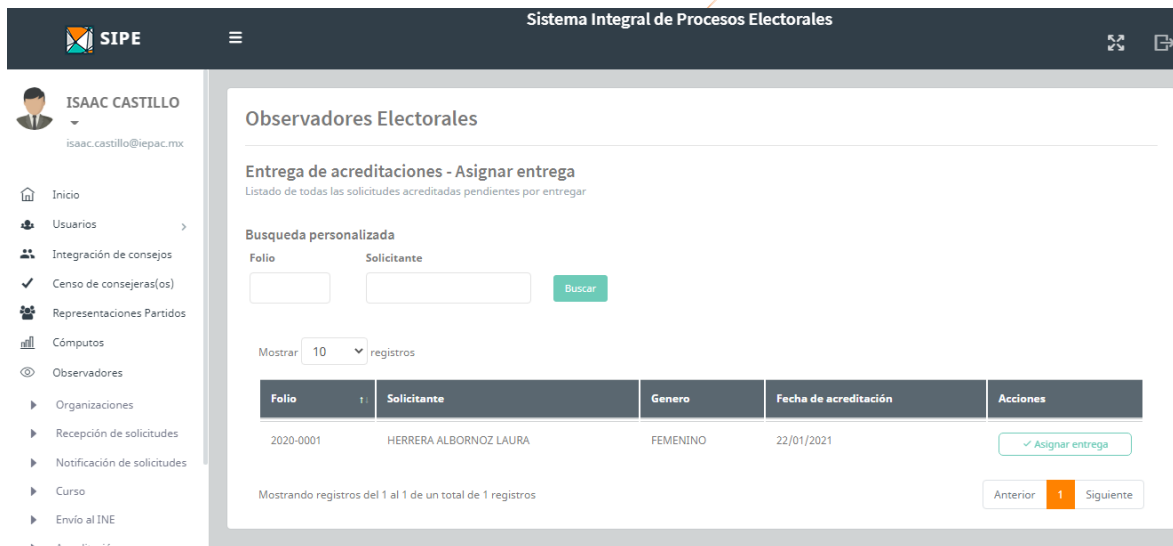 Sistema Integral de Procesos Electorales
SIPE
ISAAC CASTILLO
isaac.castillo@iepac.mx
Inicio
Usuarios
Integración de consejos
Censo de consejeras(os)
Representaciones Partidos
Cómputos
Observadores
Organizaciones
Recepción de solicitudes
Notificación de solicitudes
Curso
Envío al INE
Observadores Electorales
Entrega de acreditaciones - Asignar entrega
Listado de todas las solicitudes acreditadas pendientes por entregar
Busqueda personalizada
Folio Solicitante
Buscar
Mostrar 10 registros
Folio Solicitante Genero Fecha de acreditación Acciones
2020-0001 HERRERA ALBORNOZ LAURA FEMENINO 22/01/2021 Asignar entrega
Mostrando registros del 1 al 1 de un total de 1 registros
Anterior 1 Siguiente